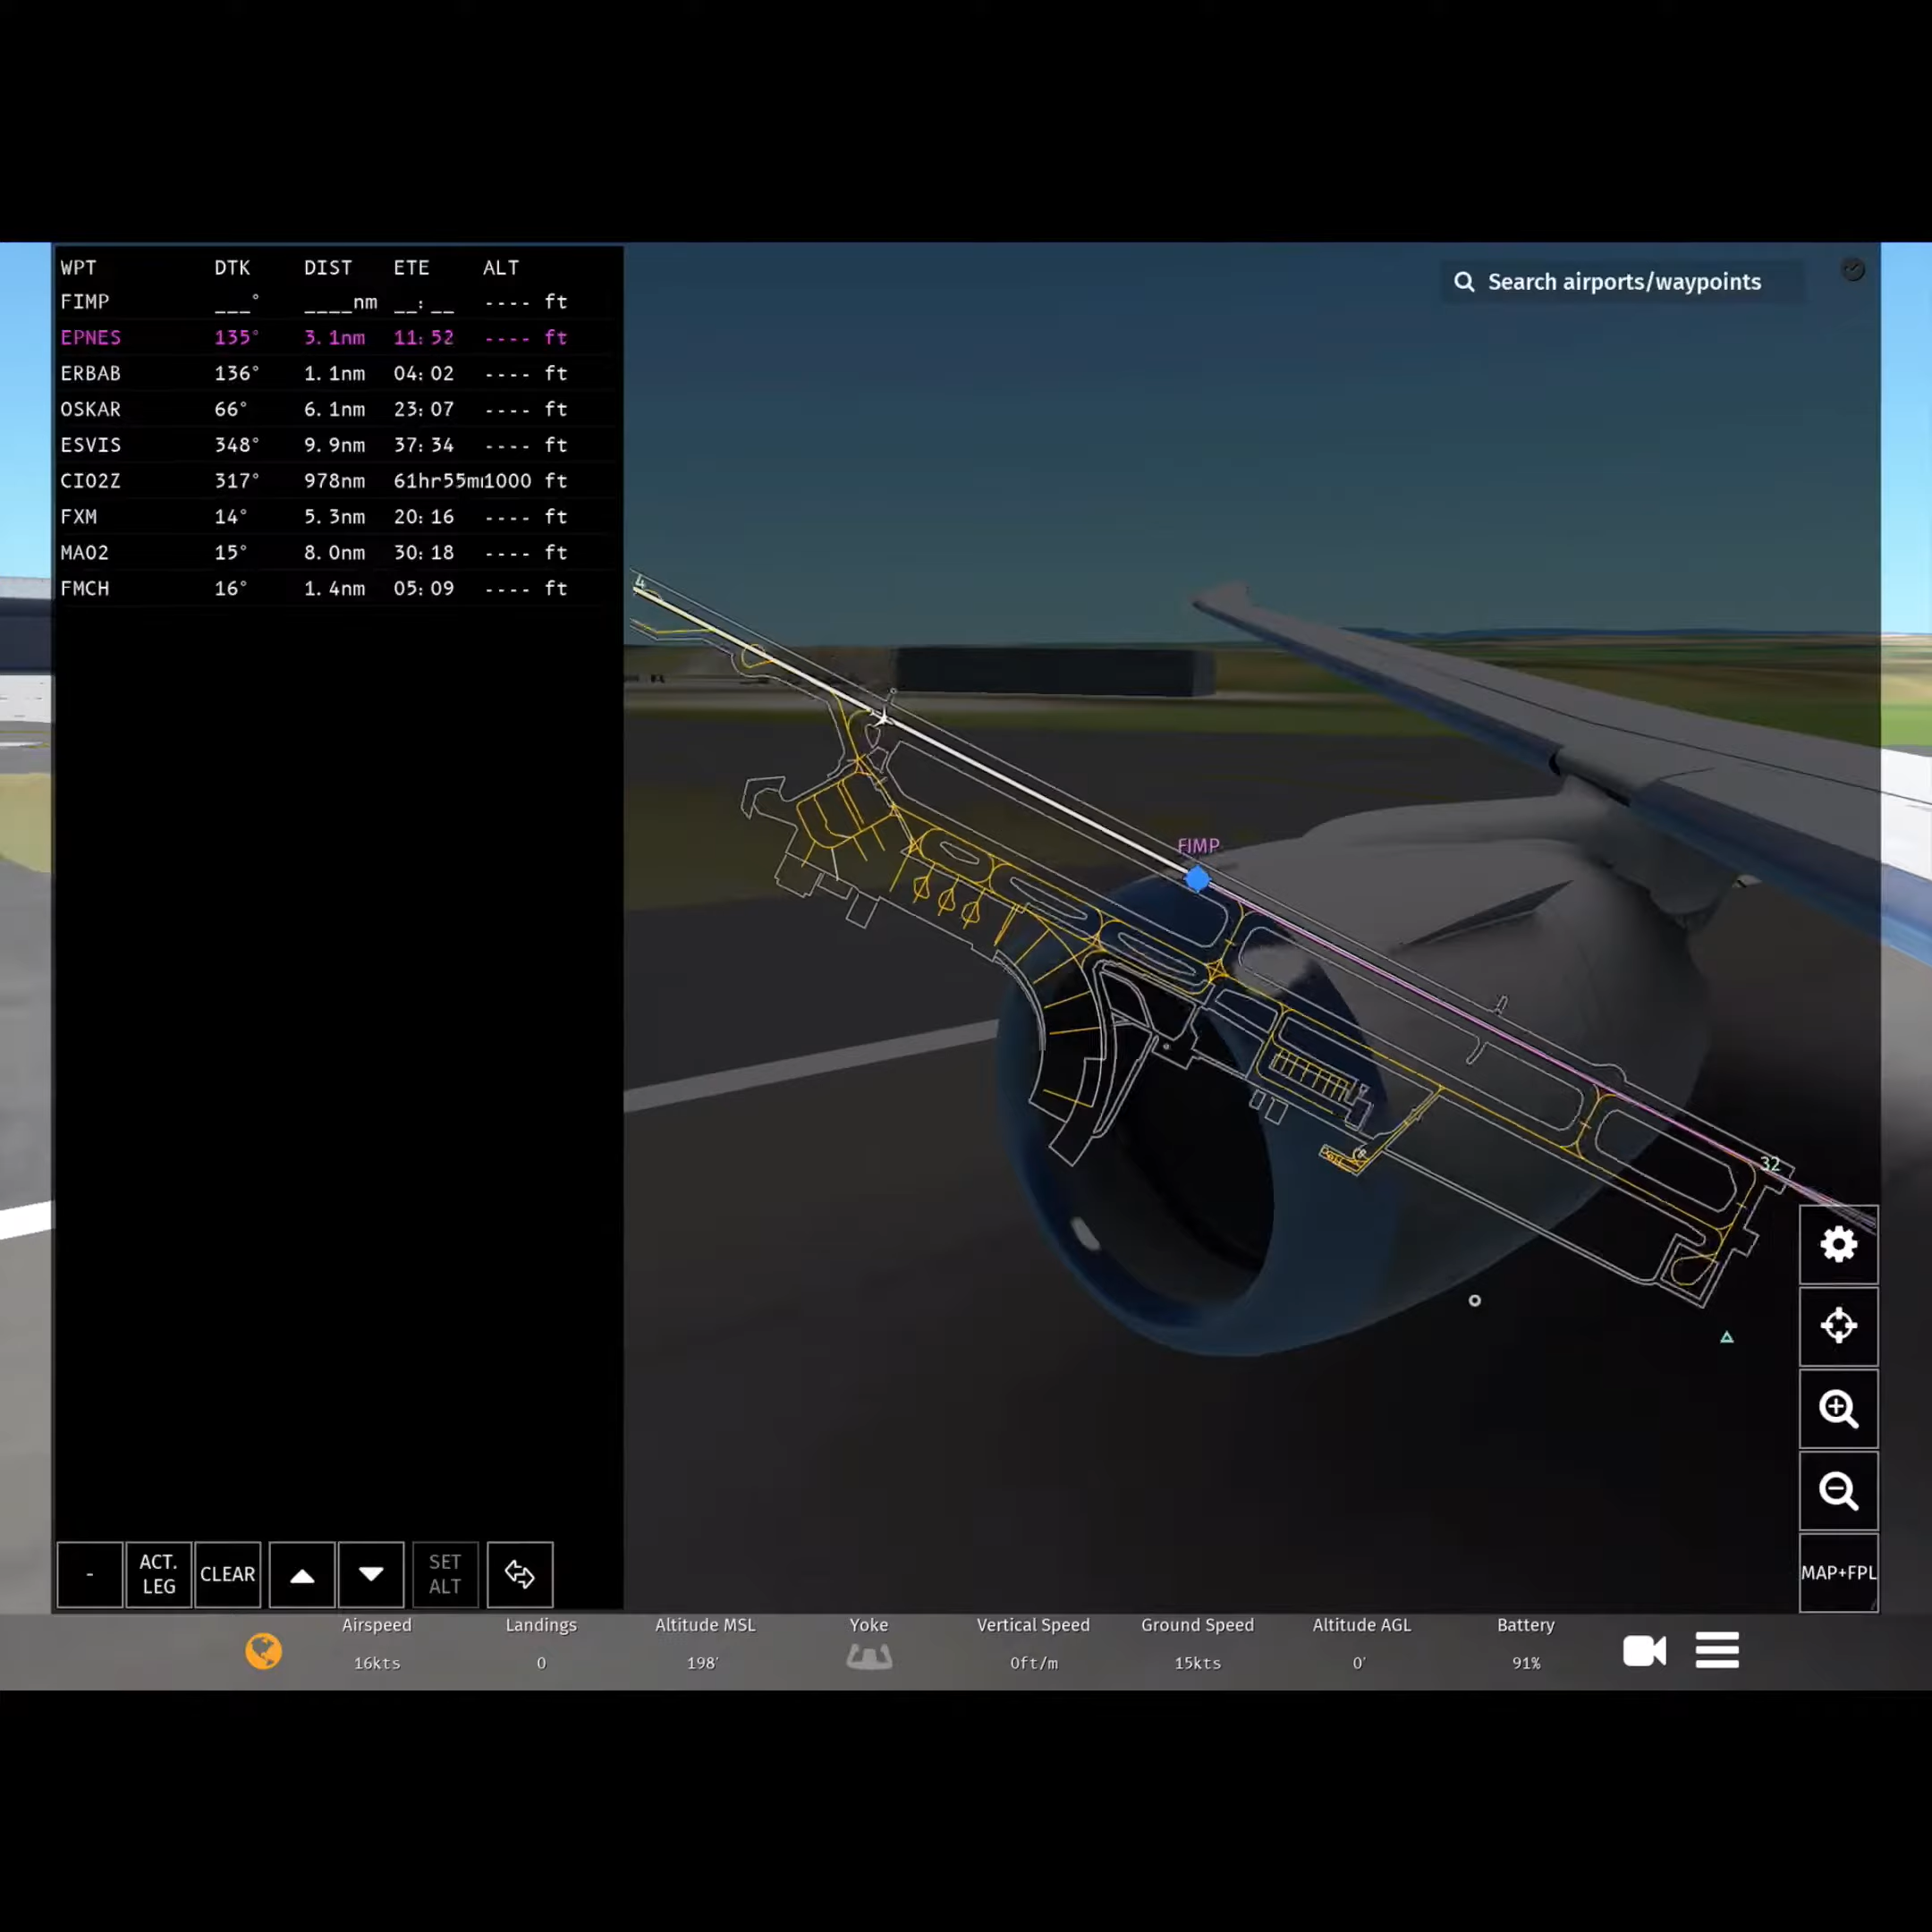 WPT DTK DIST ETE ALT
FIMP ___° ____nm __:__ ---- ft
EPNES 135° 3.1nm 11:52 ---- ft
ERBAB 136° 1.1nm 04:02 ---- ft
OSKAR 66° 6.1nm 23:07 ---- ft
ESVIS 348° 9.9nm 37:34 ---- ft
CIO2Z 317° 978nm 61hr55m1000 ft
FXM 14° 5.3nm 20:16 ---- ft
MAO2 15° 8.0nm 30:18 ---- ft
FMCH 16° 1.4nm 05:09 ---- ft
Search airports/waypoints
4
FIMP
32
MAP+FPL
- ACT. LEG CLEAR SET ALT
Airspeed Landings Altitude MSL Yoke Vertical Speed Ground Speed Altitude AGL Battery
16kts 0 198' 0ft/m 15kts 0' 91%